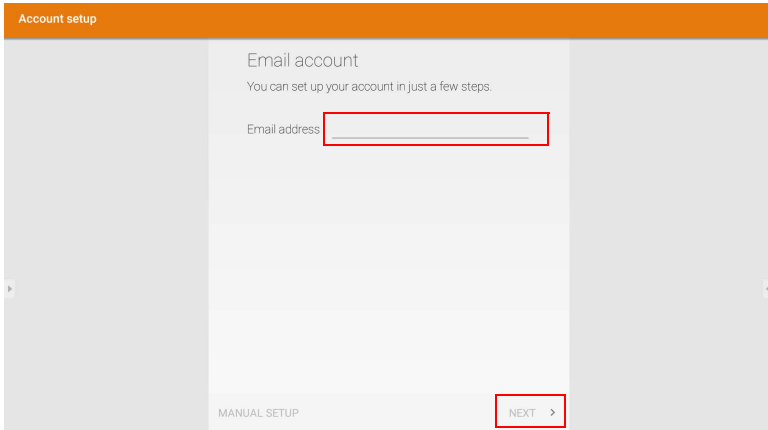 Account setup
Email account
You can set up your account in just a few steps.
Email address
MANUAL SETUP
NEXT